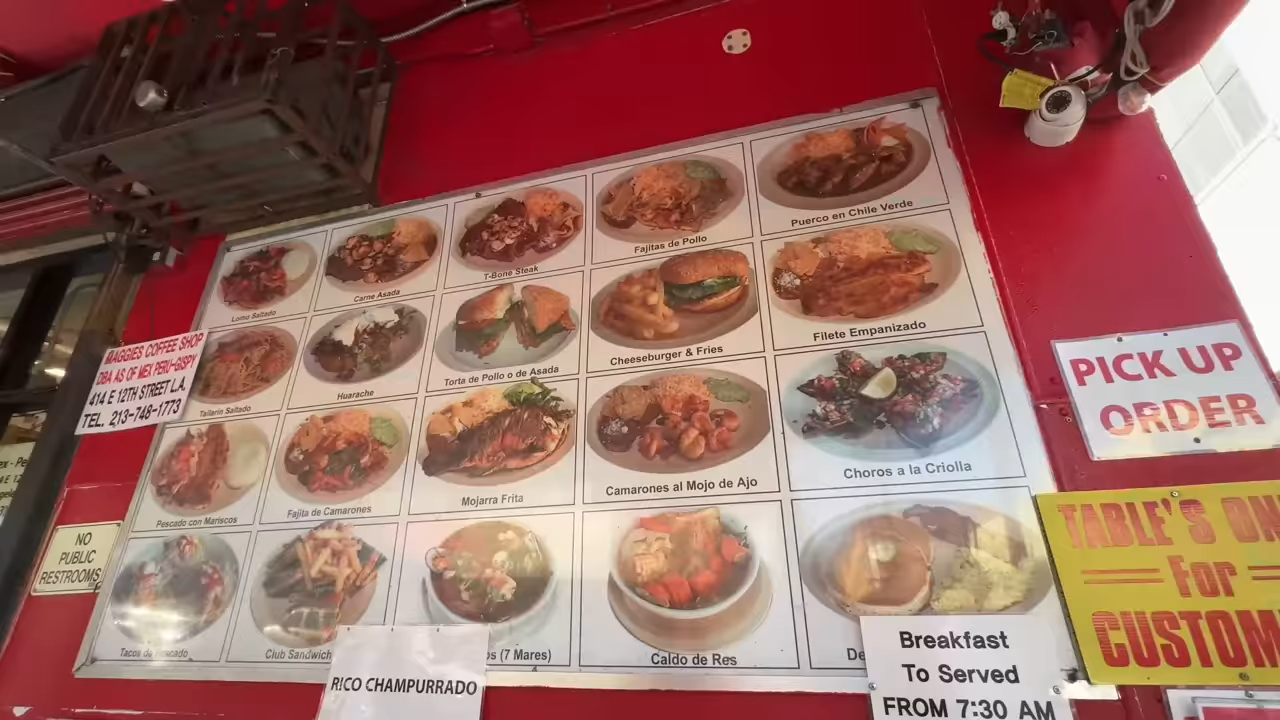 Lomo Saltado
Carne Asada
T-Bone Steak
Fajitas de Pollo
Puerco en Chile Verde
Tallarin Saltado
Huarache
Torta de Pollo o de Asada
Cheeseburger & Fries
Filete Empanizado
Pescado con Mariscos
Fajita de Camarones
Mojarra Frita
Camarones al Mojo de Ajo
Choros a la Criolla
Tacos de Pescado
Club Sandwich
os (7 Mares)
Caldo de Res
De
MAGGIES COFFEE SHOP
DBA AS OF MEX PERU-GISPY
414 E 12TH STREET L.A.
TEL. 213-748-1773
NO
PUBLIC
RESTROOMS
RICO CHAMPURRADO
Breakfast
To Served
FROM 7:30 AM
PICK UP
ORDER
TABLE'S ON
For
CUSTOM